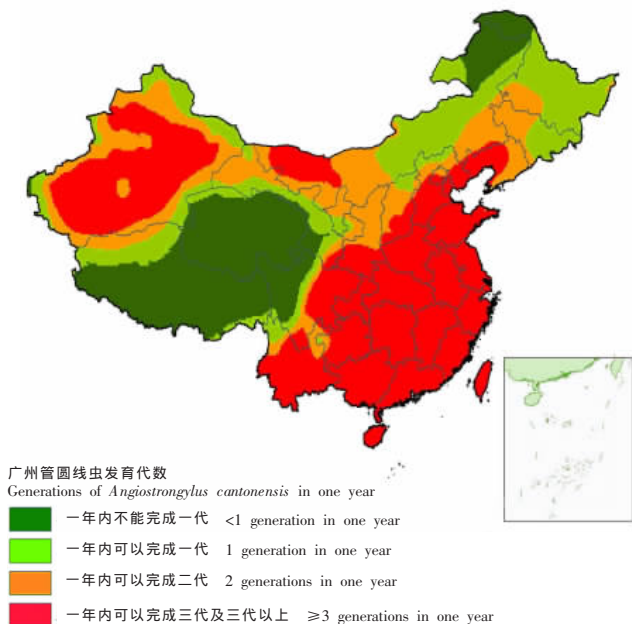 广州管圆线虫发育代数
Generations of Angiostrongylus cantonensis in one year
一年内不能完成一代 <1 generation in one year
一年内可以完成一代 1 generation in one year
一年内可以完成二代 2 generations in one year
一年内可以完成三代及三代以上 ≥3 generations in one year